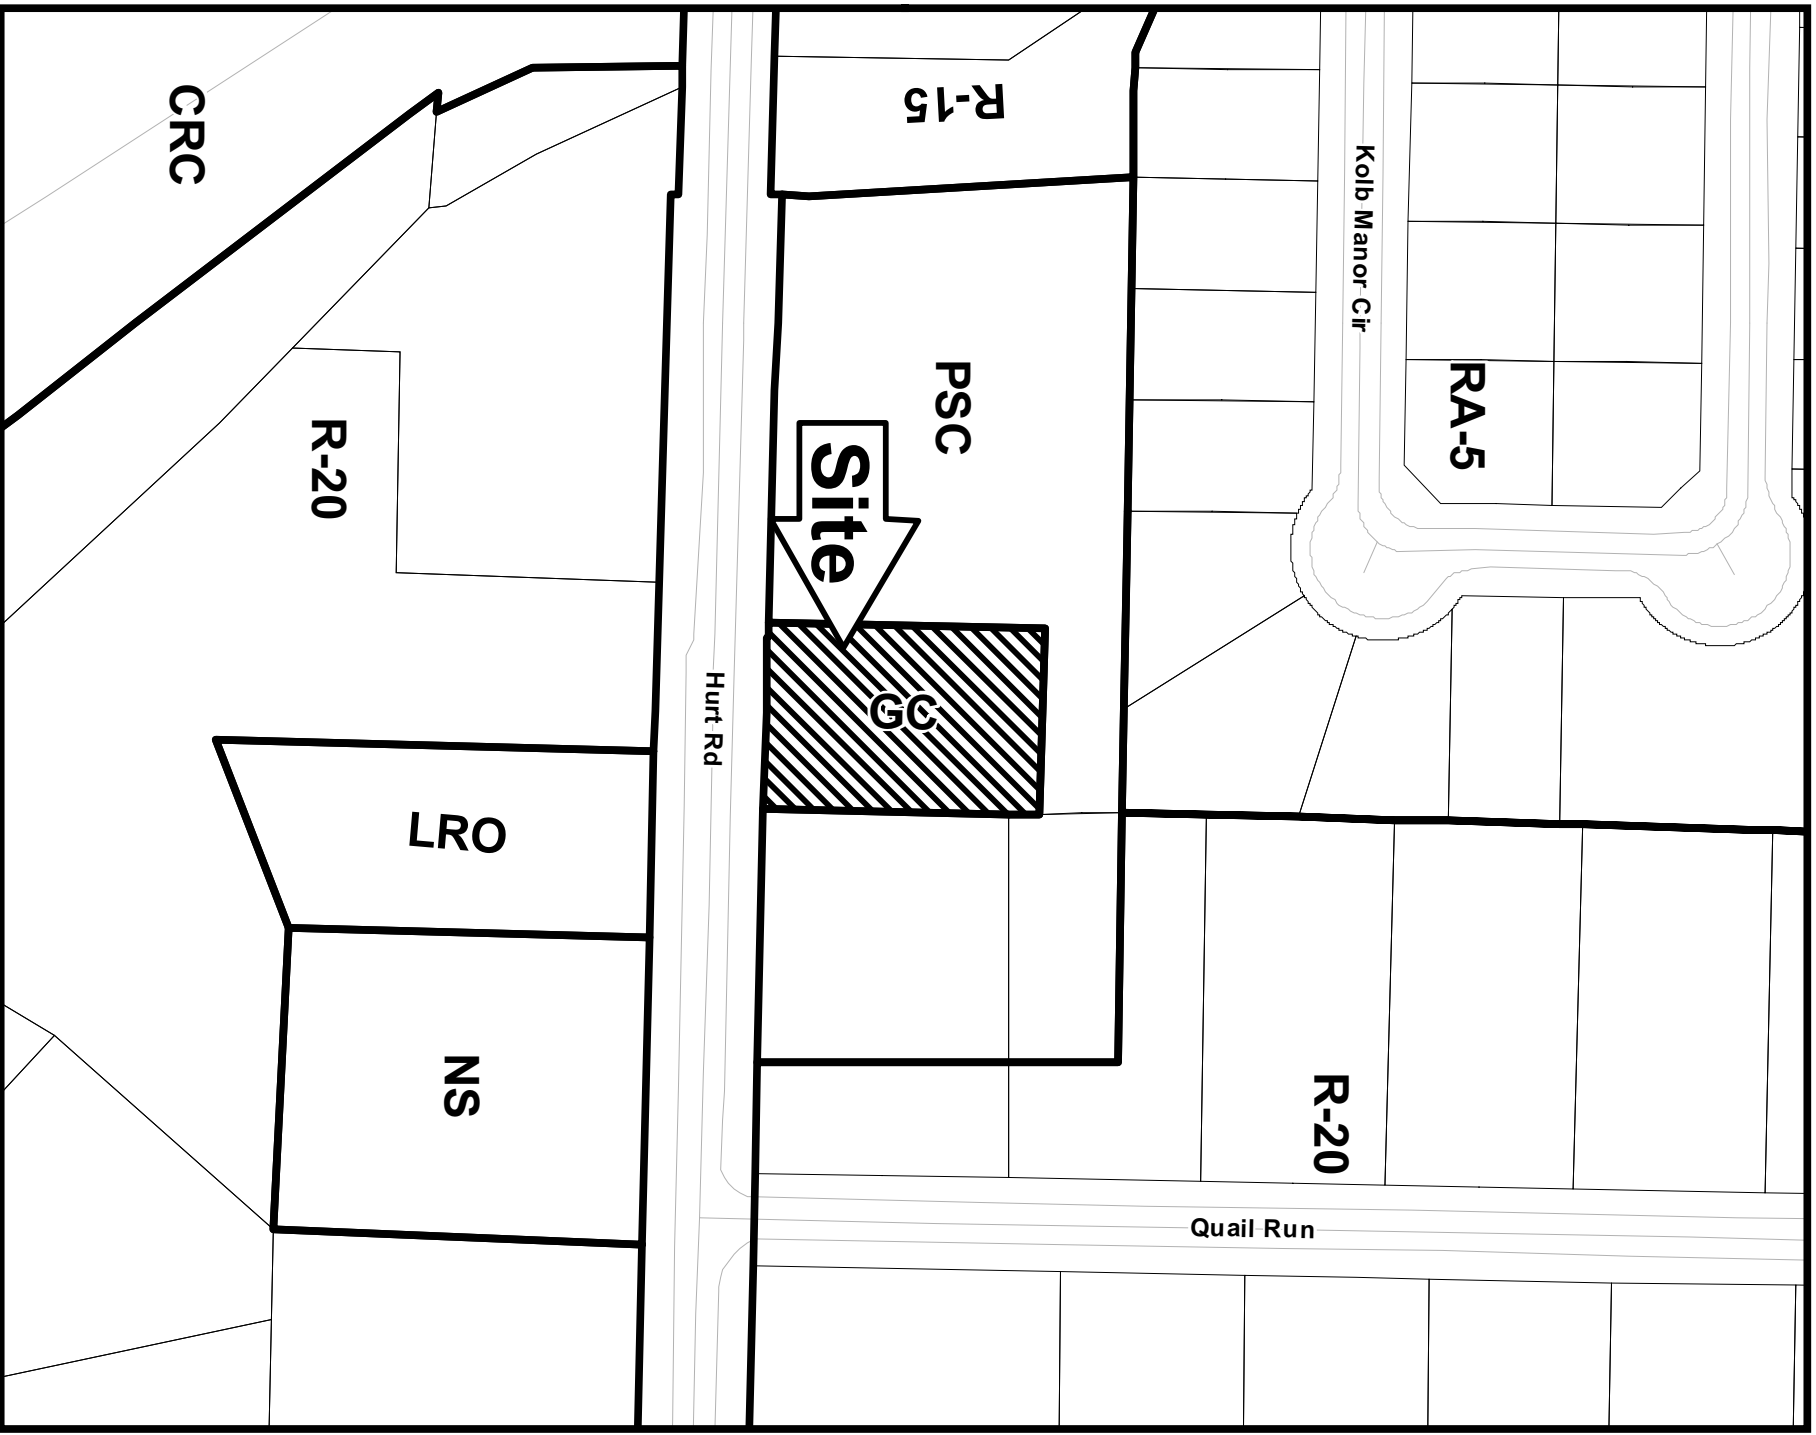 CRC
R-15
Kolb Manor Cir
PSC
RA-5
R-20
Site
GC
Hurt Rd
LRO
NS
R-20
Quail Run